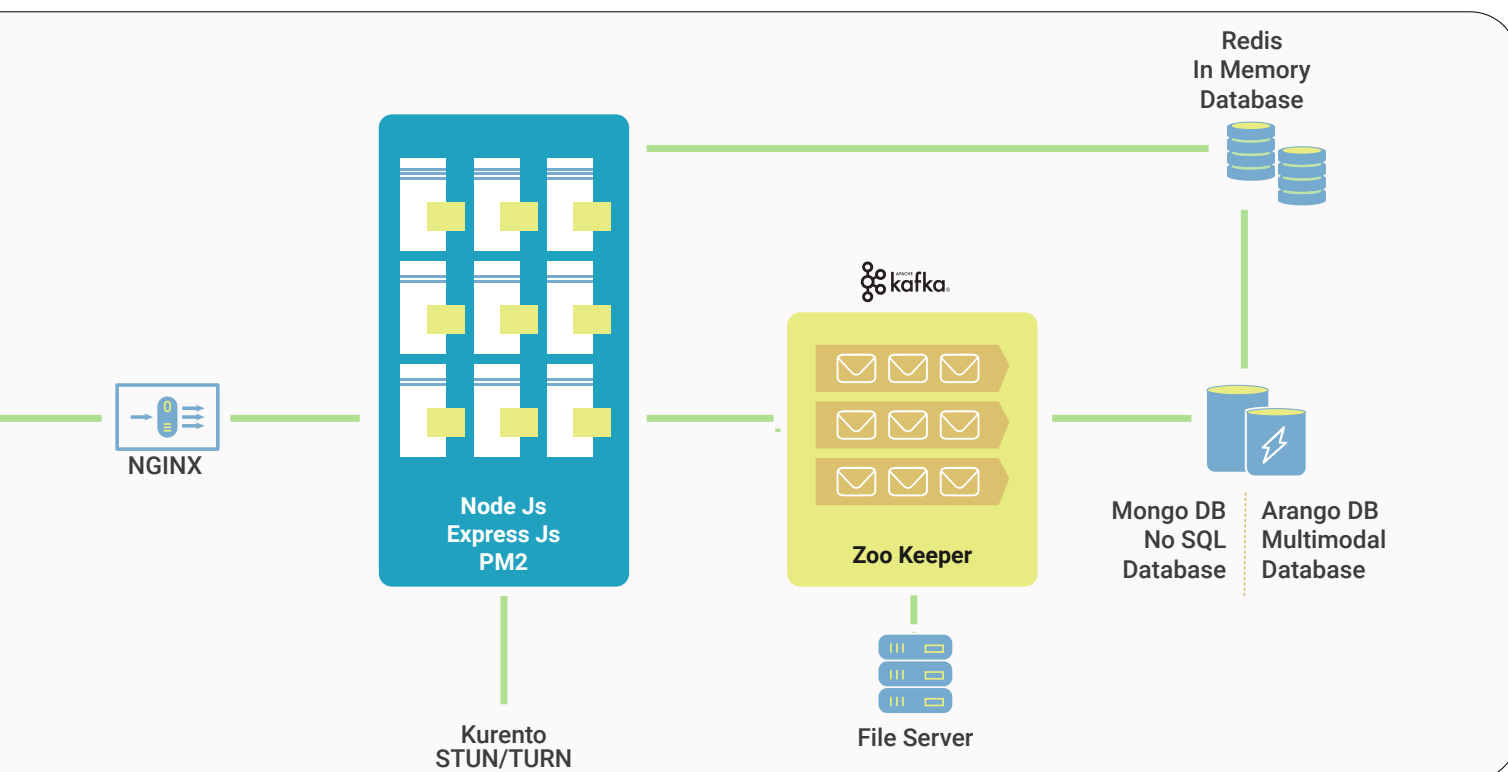 Redis
In Memory
Database
APACHE
kafka®
NGINX
Node Js
Express Js
PM2
Zoo Keeper
Mongo DB
No SQL
Database
Arango DB
Multimodal
Database
Kurento
STUN/TURN
File Server